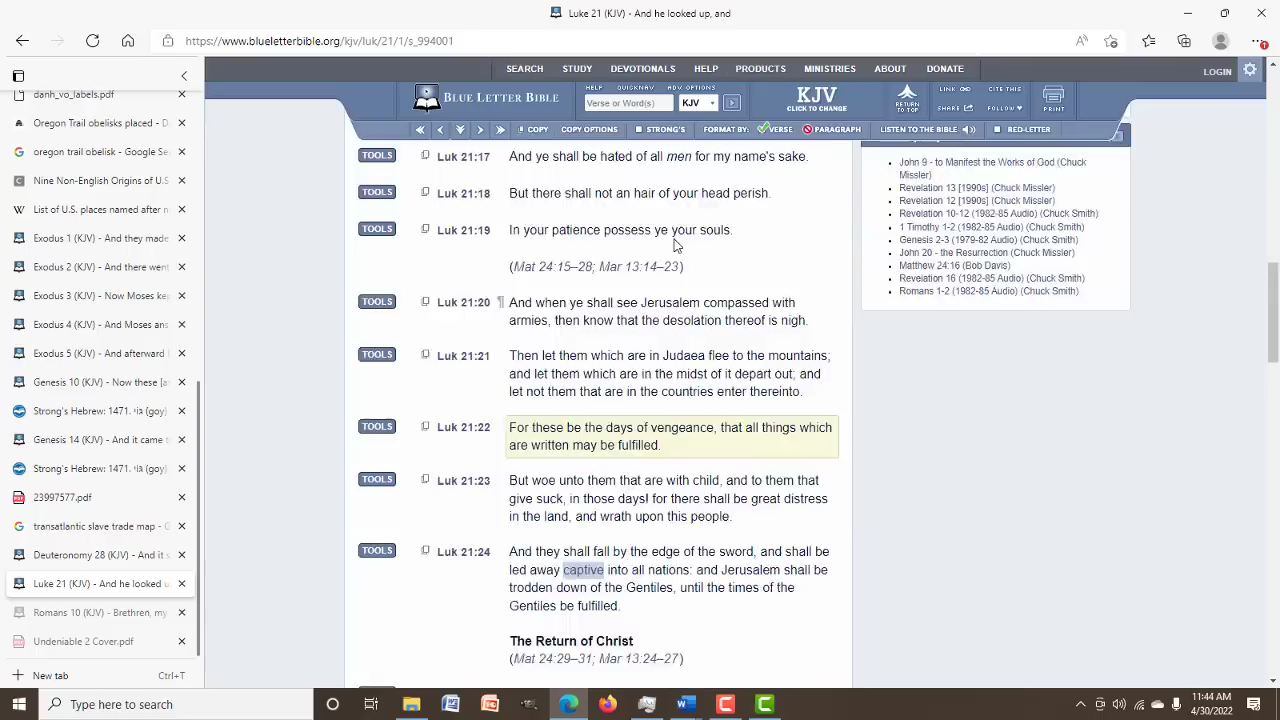 Luke 21 (KJV) - And he looked up, and
https://www.blueletterbible.org/kjv/luk/21/1/s_994001
danh_vo_labels.pdf
Oregon Trail obelisks placed - D
oregon trail obelisk - Google Se
Nine Non-English Origins of U.S
List of U.S. places named after n
Exodus 1 (KJV) - And they made
Exodus 2 (KJV) - And there went
Exodus 3 (KJV) - Now Moses kep
Exodus 4 (KJV) - And Moses ans
Exodus 5 (KJV) - And afterward
Genesis 10 (KJV) - Now these [a
Strong's Hebrew: 1471. גּוֹי (goy)
Genesis 14 (KJV) - And it came t
Strong's Hebrew: 1471. גּוֹי (goy)
23997577.pdf
transatlantic slave trade map - G
Deuteronomy 28 (KJV) - And it s
Luke 21 (KJV) - And he looked u
Romans 10 (KJV) - Brethren, my
Undeniable 2 Cover.pdf
New tab Ctrl+T
SEARCH STUDY DEVOTIONALS HELP PRODUCTS MINISTRIES ABOUT DONATE LOGIN
BLUE LETTER BIBLE
HELP QUICKNAV ADV. OPTIONS
Verse or Word(s) KJV
KJV
CLICK TO CHANGE
RETURN
TO TOP
LINK CITE THIS
SHARE FOLLOW
PRINT
COPY COPY OPTIONS STRONG'S FORMAT BY: VERSE PARAGRAPH LISTEN TO THE BIBLE RED-LETTER
TOOLS Luk 21:17 And ye shall be hated of all men for my name's sake.
TOOLS Luk 21:18 But there shall not an hair of your head perish.
TOOLS Luk 21:19 In your patience possess ye your souls.
(Mat 24:15–28; Mar 13:14–23)
TOOLS Luk 21:20 ¶ And when ye shall see Jerusalem compassed with
armies, then know that the desolation thereof is nigh.
TOOLS Luk 21:21 Then let them which are in Judaea flee to the mountains;
and let them which are in the midst of it depart out; and
let not them that are in the countries enter thereinto.
TOOLS Luk 21:22 For these be the days of vengeance, that all things which
are written may be fulfilled.
TOOLS Luk 21:23 But woe unto them that are with child, and to them that
give suck, in those days! for there shall be great distress
in the land, and wrath upon this people.
TOOLS Luk 21:24 And they shall fall by the edge of the sword, and shall be
led away captive into all nations: and Jerusalem shall be
trodden down of the Gentiles, until the times of the
Gentiles be fulfilled.
The Return of Christ
(Mat 24:29–31; Mar 13:24–27)
John 9 - to Manifest the Works of God (Chuck
Missler)
Revelation 13 [1990s] (Chuck Missler)
Revelation 12 [1990s] (Chuck Missler)
Revelation 10-12 (1982-85 Audio) (Chuck Smith)
1 Timothy 1-2 (1982-85 Audio) (Chuck Smith)
Genesis 2-3 (1979-82 Audio) (Chuck Smith)
John 20 - the Resurrection (Chuck Missler)
Matthew 24:16 (Bob Davis)
Revelation 16 (1982-85 Audio) (Chuck Smith)
Romans 1-2 (1982-85 Audio) (Chuck Smith)
Type here to search
11:44 AM
4/30/2022